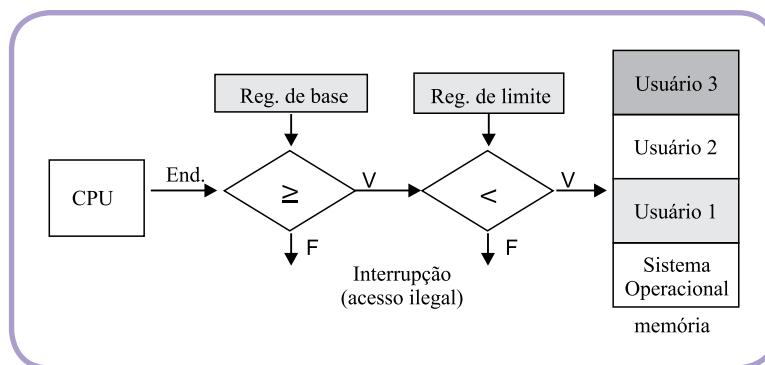 Reg. de base
Reg. de limite
CPU
End.
≥
V
<
V
F
F
Interrupção
(acesso ilegal)
Usuário 3
Usuário 2
Usuário 1
Sistema
Operacional
memória